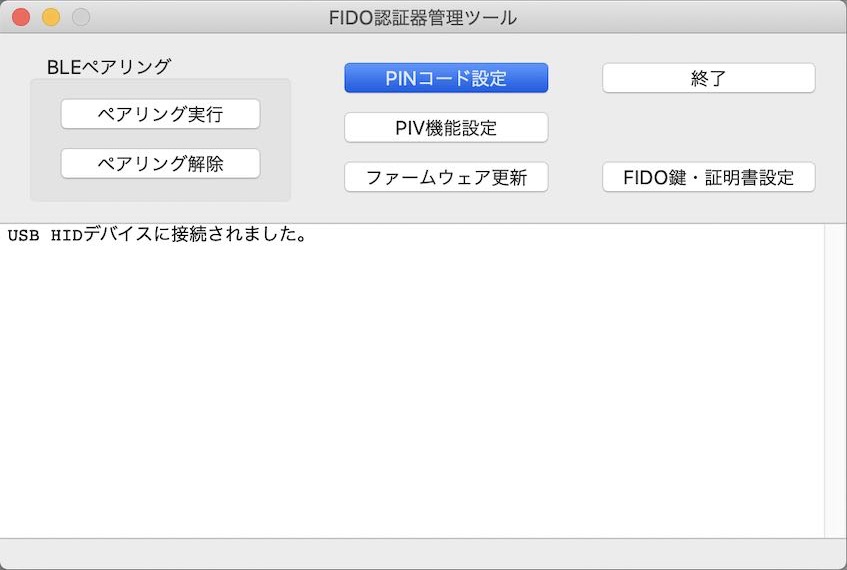 FIDO認証器管理ツール
BLEペアリング
ペアリング実行
ペアリング解除
PINコード設定
PIV機能設定
ファームウェア更新
終了
FIDO鍵・証明書設定
USB HIDデバイスに接続されました。